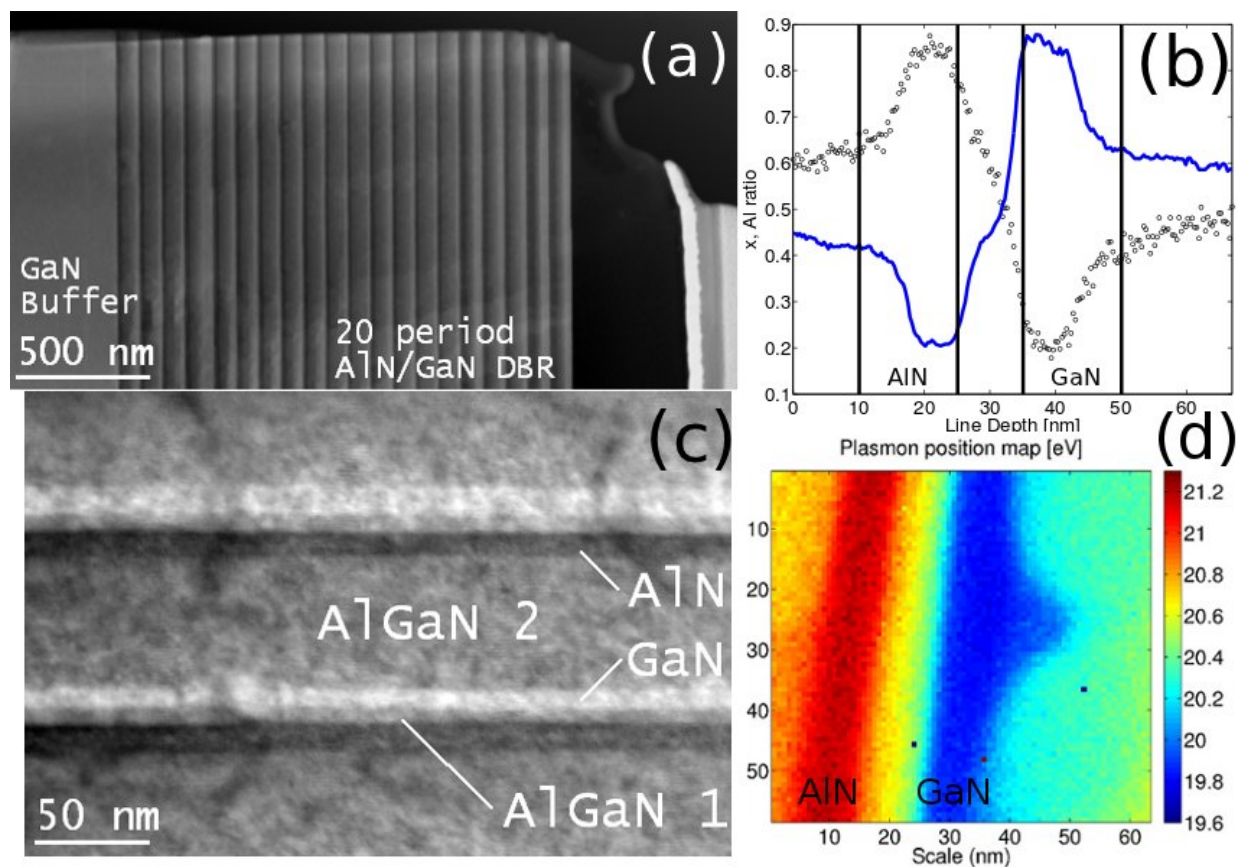 (a)
GaN
Buffer
500 nm
20 period
AlN/GaN DBR
(b)
0.9
0.8
0.7
0.6
0.5
0.4
0.3
0.2
0.1
x, Al ratio
AlN
GaN
0
10
20
30
40
50
60
Line Depth [nm]
(c)
AlN
AlGaN 2
GaN
AlGaN 1
50 nm
(d)
Plasmon position map [eV]
10
20
30
40
50
AlN
GaN
10
20
30
40
50
60
Scale (nm)
21.2
21
20.8
20.6
20.4
20.2
20
19.8
19.6